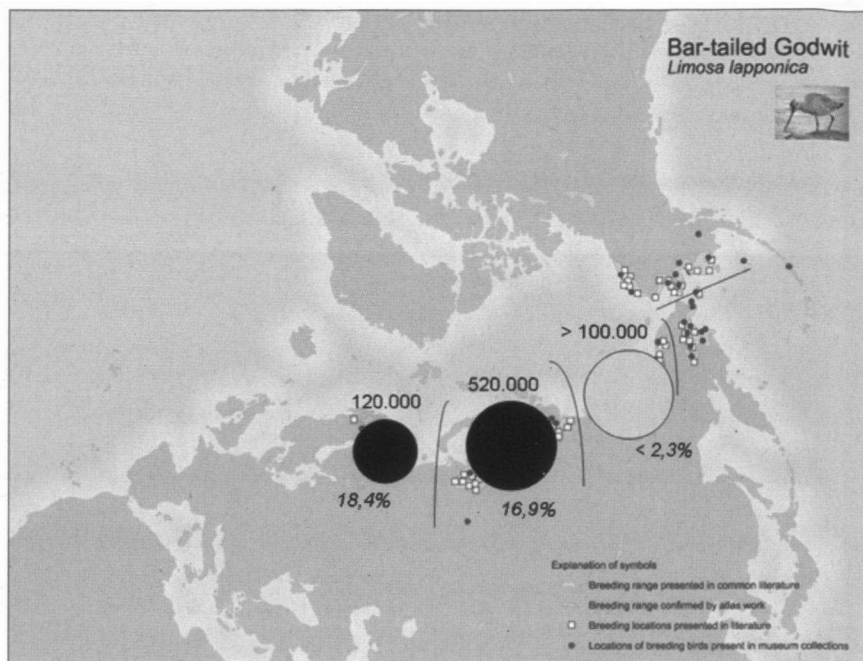 Bar-tailed Godwit
Limosa lapponica
> 100.000
520.000
120.000
< 2,3%
18,4%
16,9%
Explanation of symbols
Breeding range presented in common literature
Breeding range confirmed by atlas work
Breeding locations presented in literature
Locations of breeding birds present in museum collections